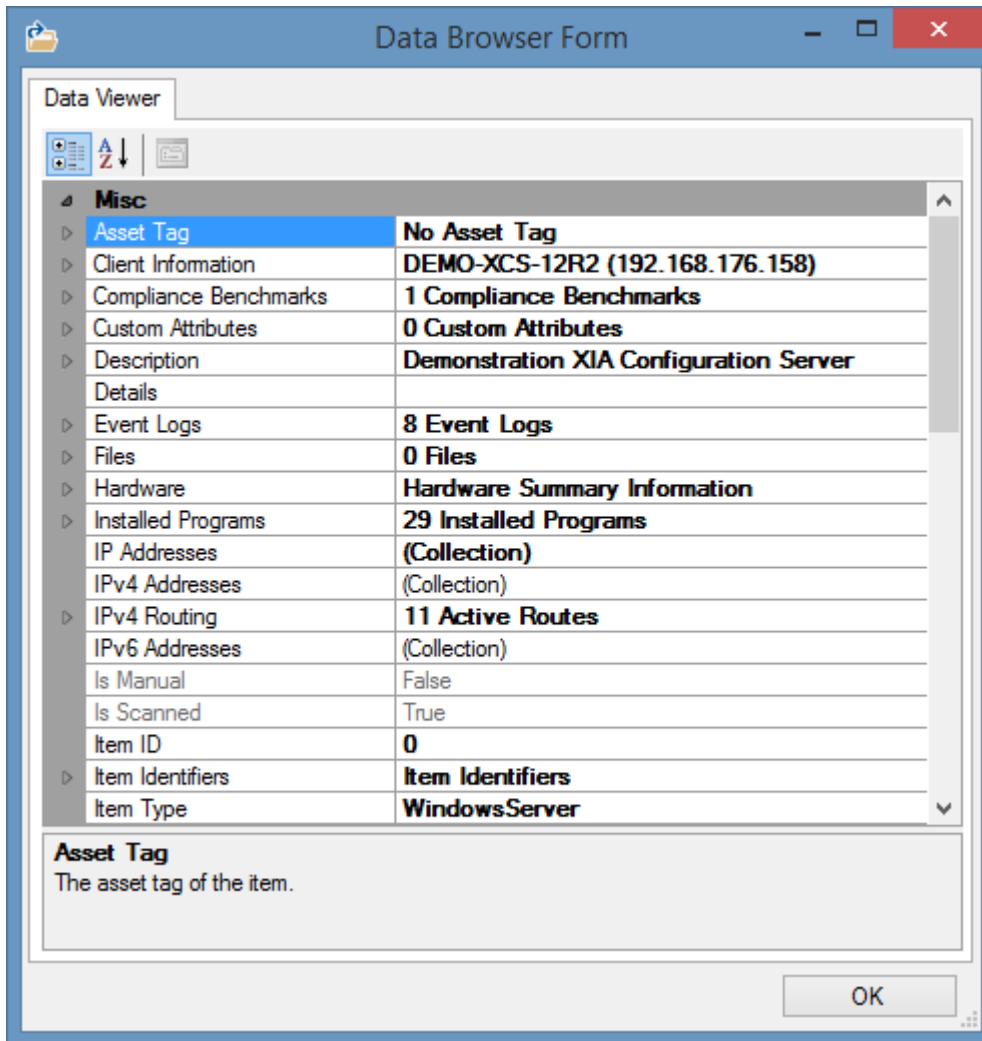 Data Browser Form
Data Viewer
Misc
Asset Tag No Asset Tag
Client Information DEMO-XCS-12R2 (192.168.176.158)
Compliance Benchmarks 1 Compliance Benchmarks
Custom Attributes 0 Custom Attributes
Description Demonstration XIA Configuration Server
Details
Event Logs 8 Event Logs
Files 0 Files
Hardware Hardware Summary Information
Installed Programs 29 Installed Programs
IP Addresses (Collection)
IPv4 Addresses (Collection)
IPv4 Routing 11 Active Routes
IPv6 Addresses (Collection)
Is Manual False
Is Scanned True
Item ID 0
Item Identifiers Item Identifiers
Item Type WindowsServer
Asset Tag
The asset tag of the item.
OK